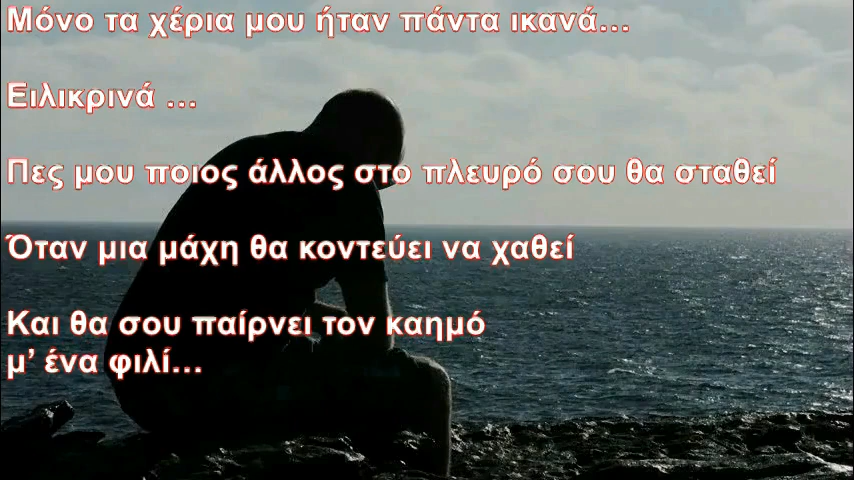 Μόνο τα χέρια μου ήταν πάντα ικανά…
Ειλικρινά …
Πες μου ποιος άλλος στο πλευρό σου θα σταθεί
Όταν μια μάχη θα κοντεύει να χαθεί
Και θα σου παίρνει τον καημό
μ’ ένα φιλί…